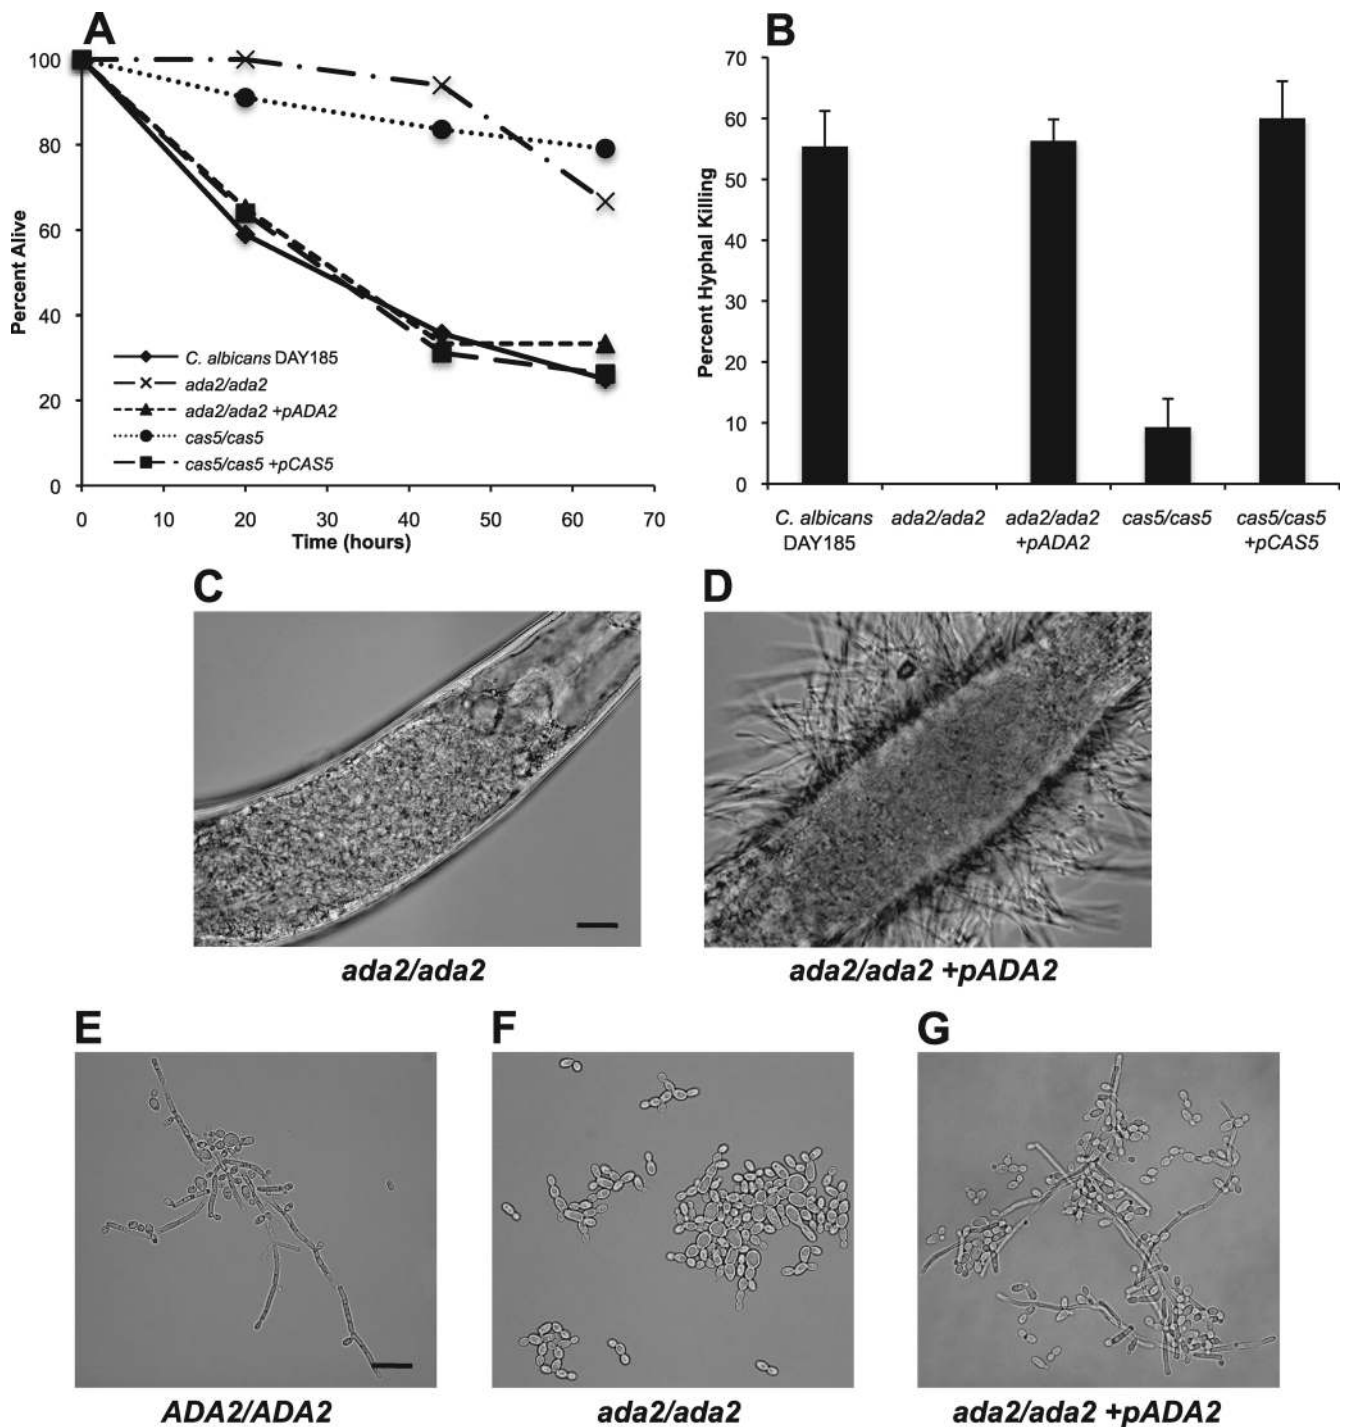 A
100
80
60
40
20
0
Percent Alive
C. albicans DAY185
ada2/ada2
ada2/ada2 +pADA2
cas5/cas5
cas5/cas5 +pCAS5
0 10 20 30 40 50 60 70
Time (hours)
B
70
60
50
40
30
20
10
0
Percent Hyphal Killing
C. albicans DAY185
ada2/ada2
ada2/ada2 +pADA2
cas5/cas5
cas5/cas5 +pCAS5
C
ada2/ada2
D
ada2/ada2 +pADA2
E
ADA2/ADA2
F
ada2/ada2
G
ada2/ada2 +pADA2